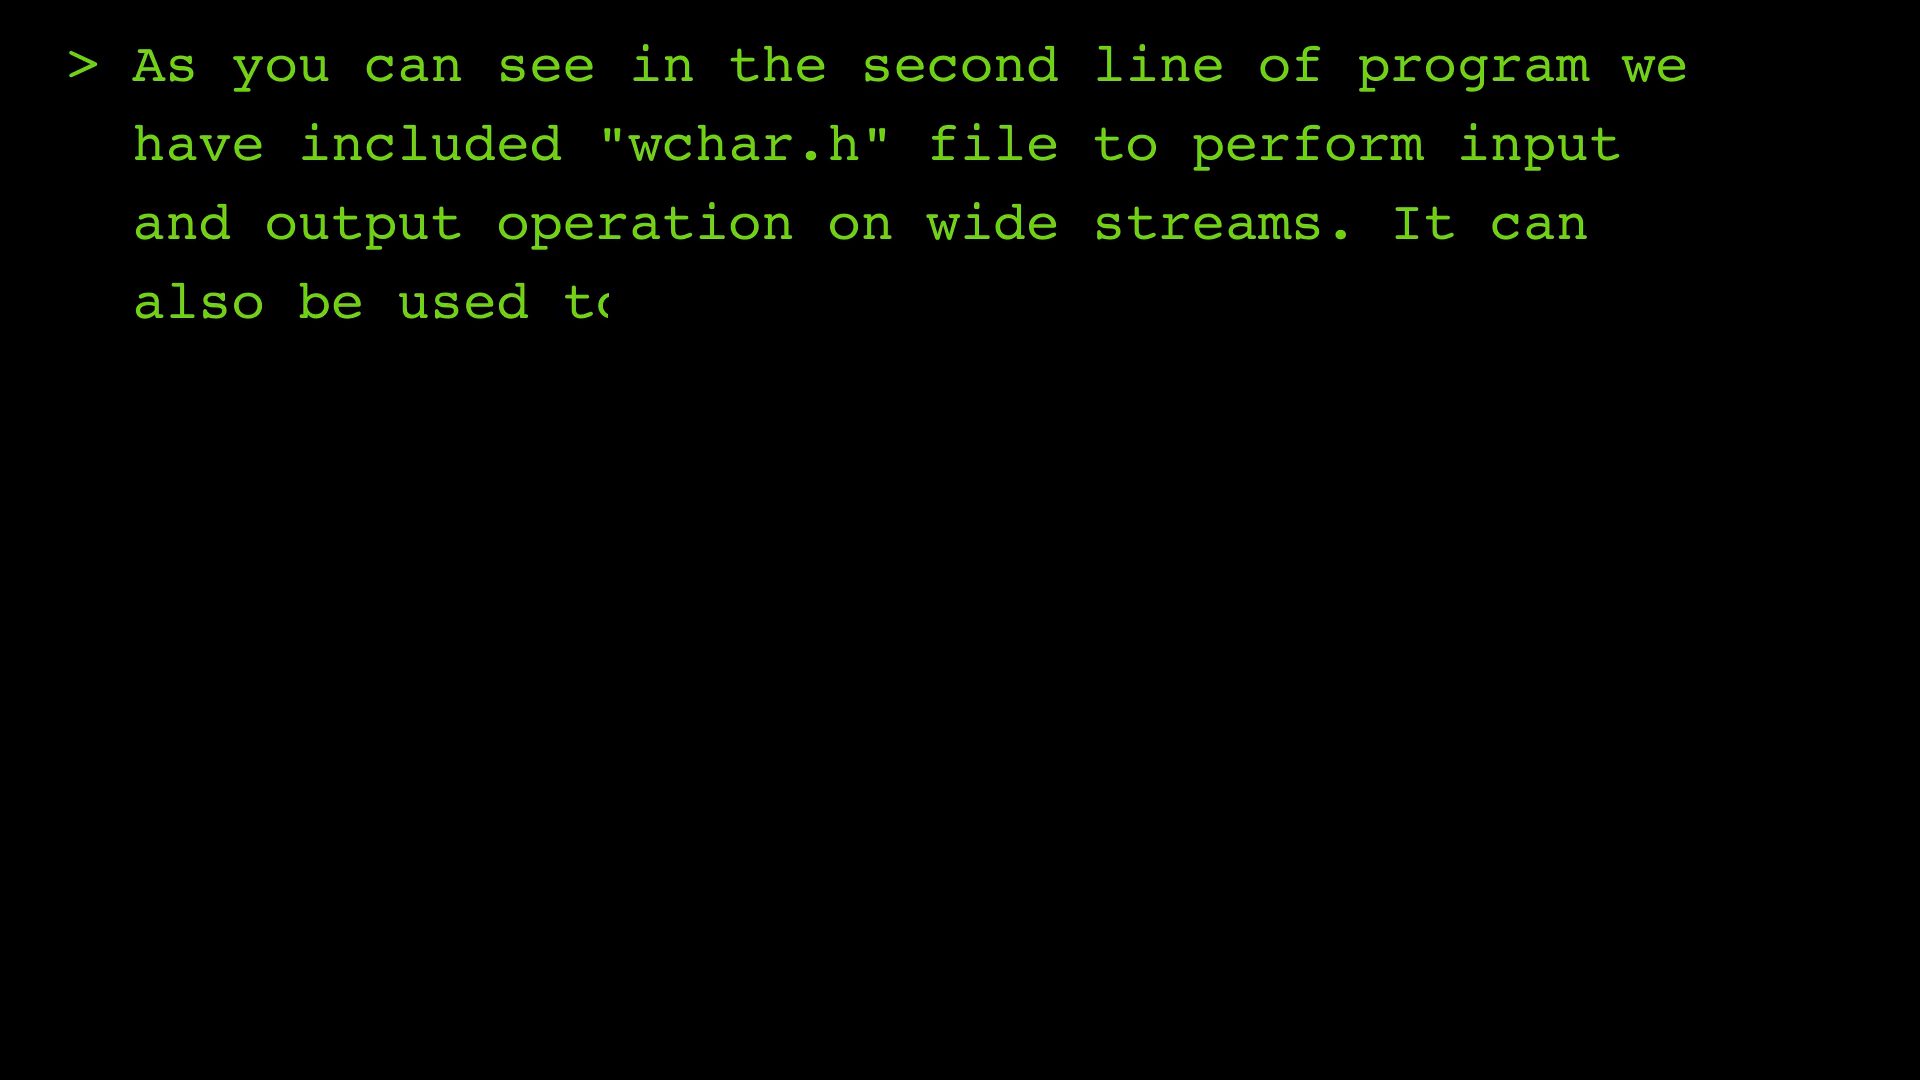 > As you can see in the second line of program we
have included "wchar.h" file to perform input
and output operation on wide streams. It can
also be used